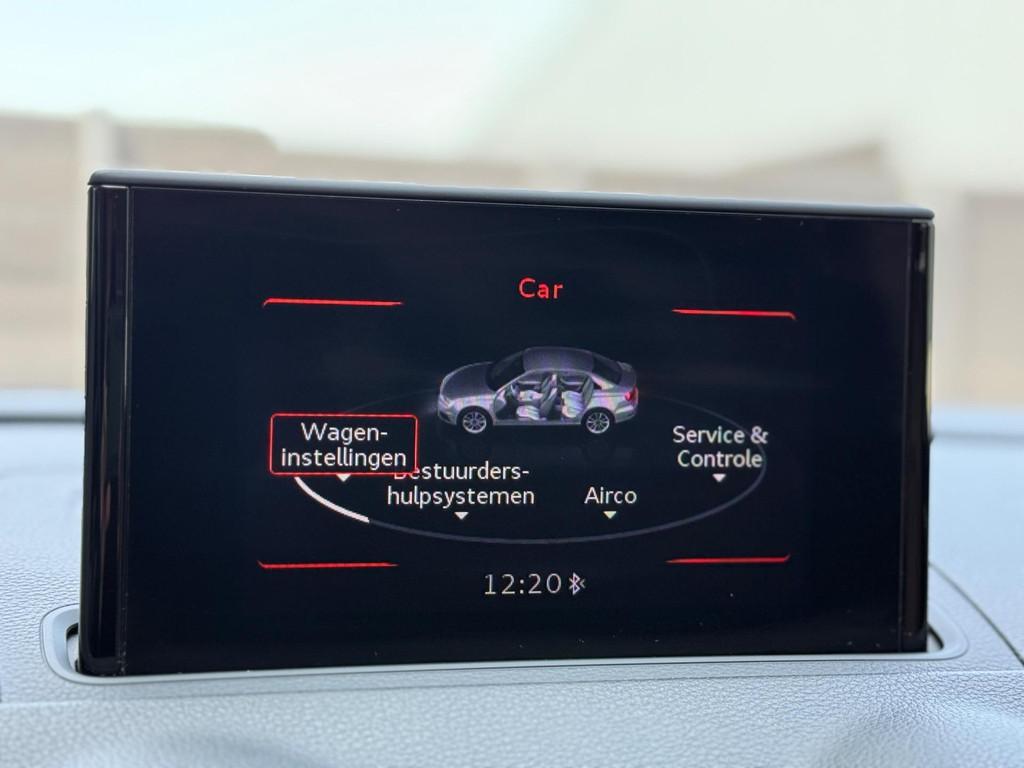 Car
Wagen-
instellingen
Bestuurders-
hulpsystemen
Airco
Service &
Controle
12:20